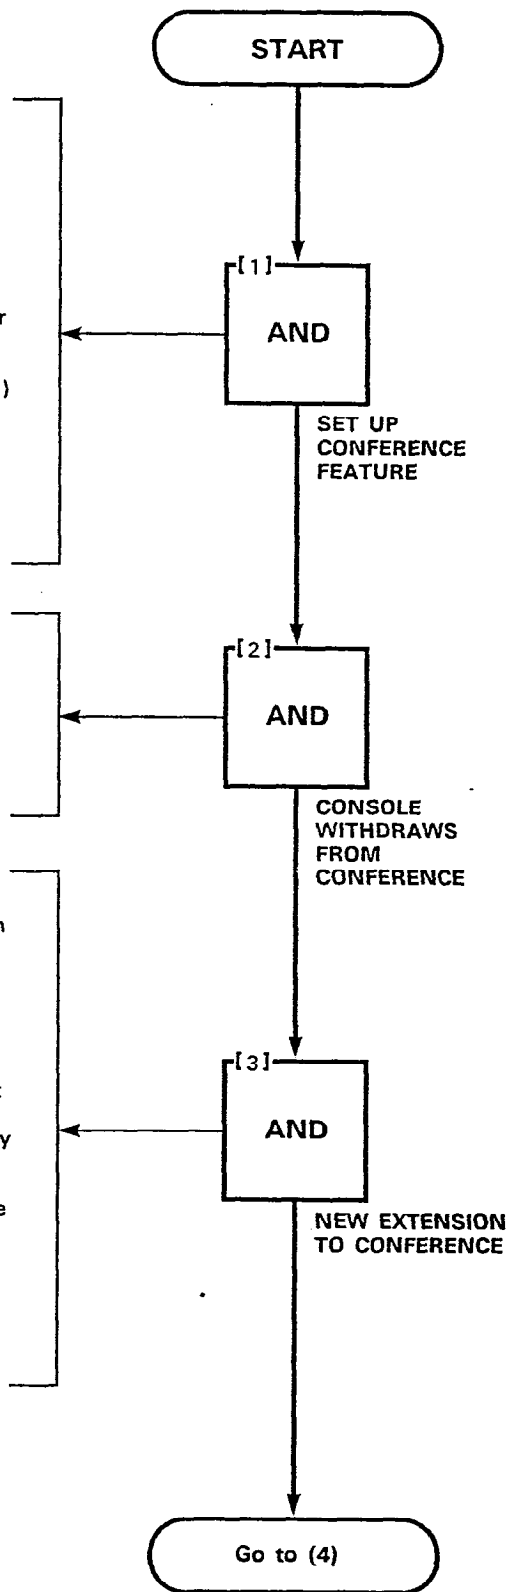 START
[1]
AND
r
)
SET UP
CONFERENCE
FEATURE
[2]
AND
CONSOLE
WITHDRAWS
FROM
CONFERENCE
n
[3]
t
AND
y
e
NEW EXTENSION
TO CONFERENCE
Go to (4)